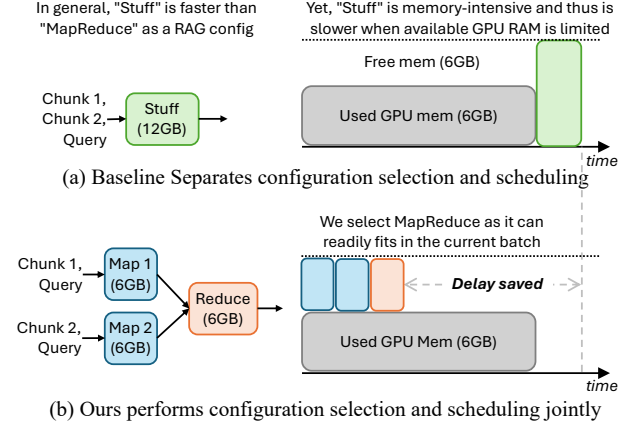 In general, "Stuff" is faster than
"MapReduce" as a RAG config
Yet, "Stuff" is memory-intensive and thus is
slower when available GPU RAM is limited
Chunk 1,
Chunk 2,
Query
Stuff
(12GB)
Free mem (6GB)
Used GPU mem (6GB)
time
(a) Baseline Separates configuration selection and scheduling
We select MapReduce as it can
readily fits in the current batch
Chunk 1,
Query
Map 1
(6GB)
Chunk 2,
Query
Map 2
(6GB)
Reduce
(6GB)
Delay saved
Used GPU Mem (6GB)
time
(b) Ours performs configuration selection and scheduling jointly